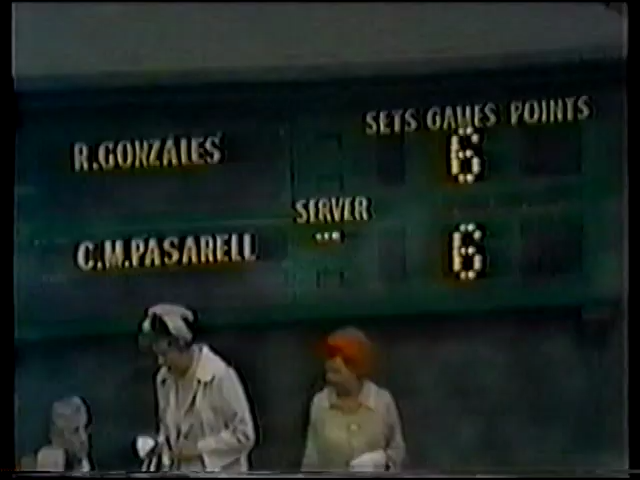 SETS GAMES POINTS
R.GONZALES 6
SERVER
C.M.PASARELL 6